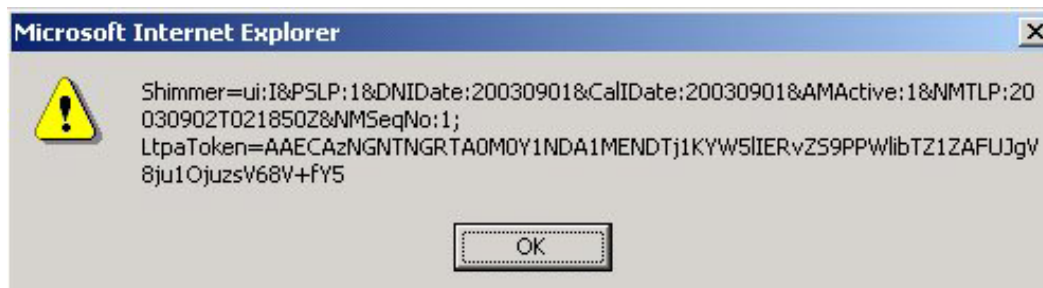 Microsoft Internet Explorer
Shimmer=ui:I&PSLP:1&DNIDate:20030901&CalIDate:20030901&AMActive:1&NMTLP:20
030902T021850Z&NMSeqNo:1;
LtpaToken=AAECAzNGNTNGRTA0M0Y1NDA1MENDTj1KYW5lIERvZS9PPWlibTZ1ZAFUJgV
8ju1OjuzsV68V+fY5
OK